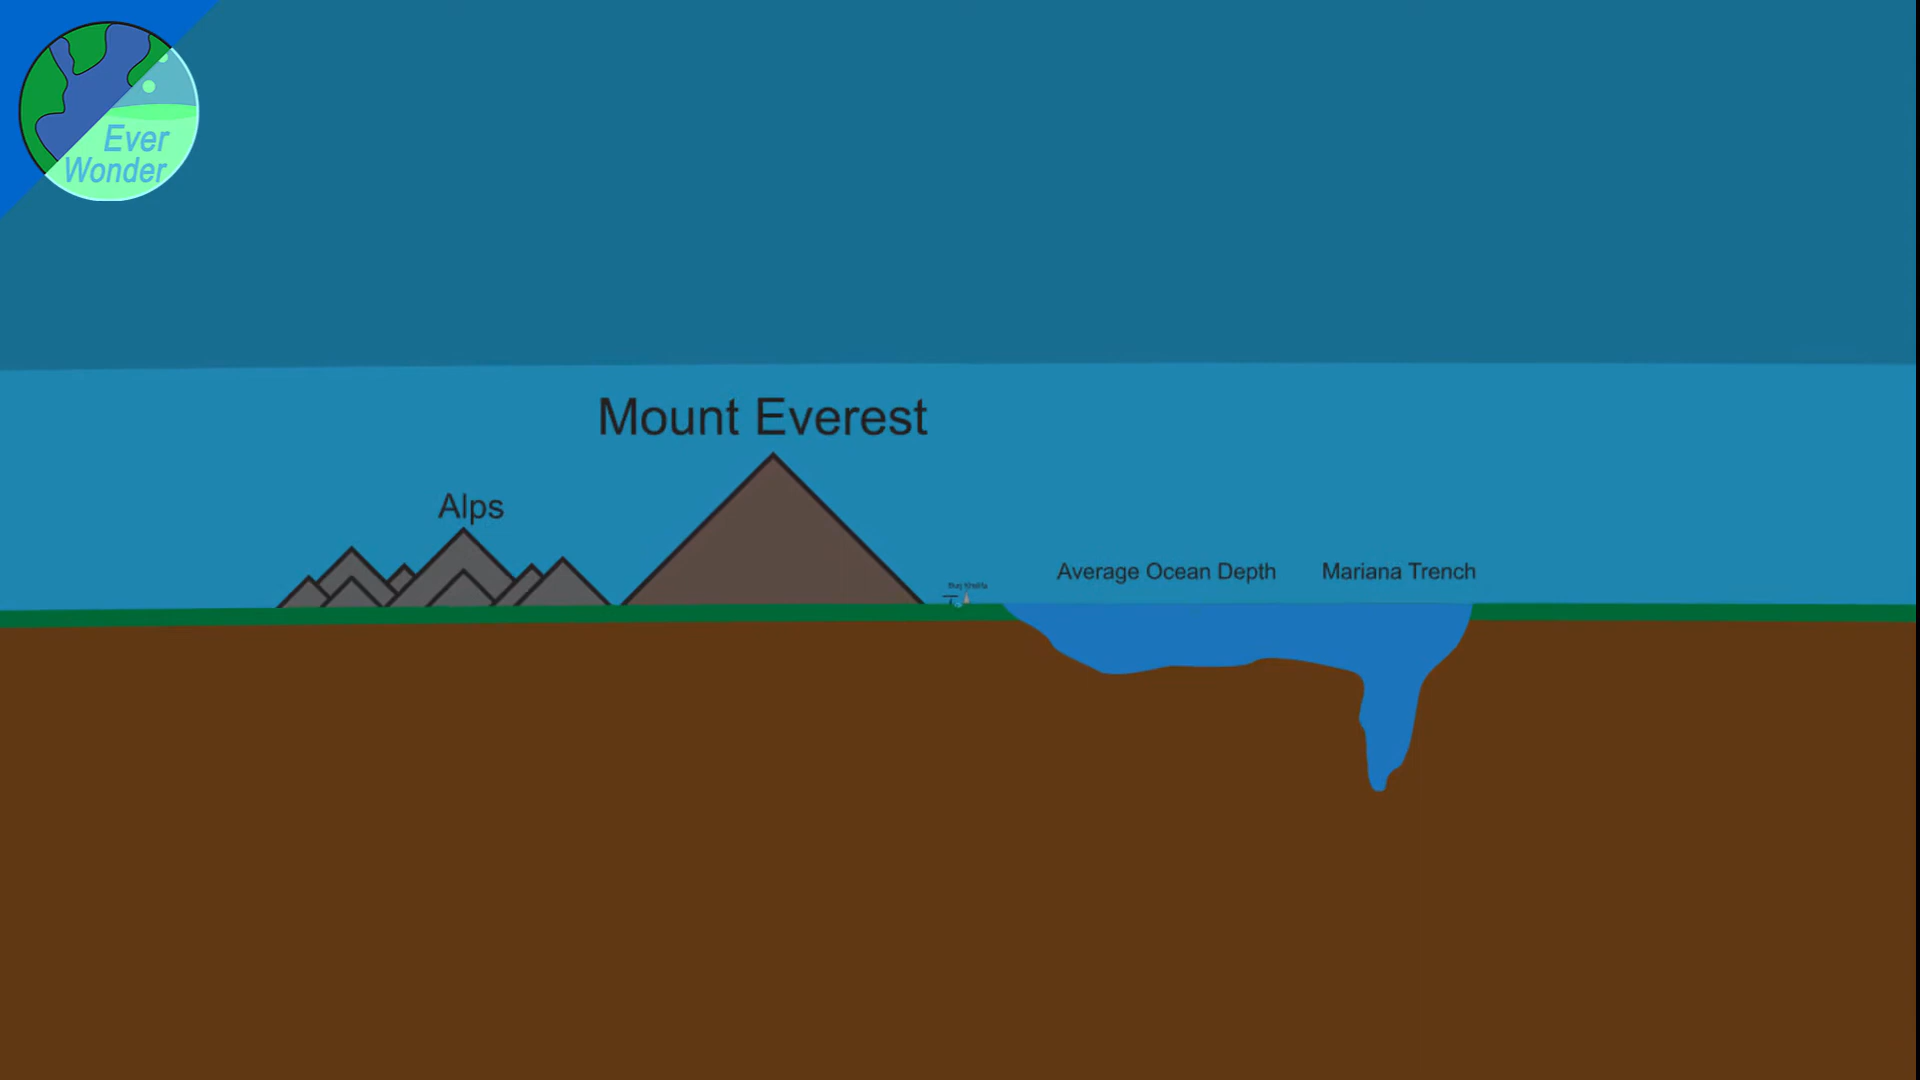 Ever
Wonder
Mount Everest
Alps
Average Ocean Depth
Mariana Trench